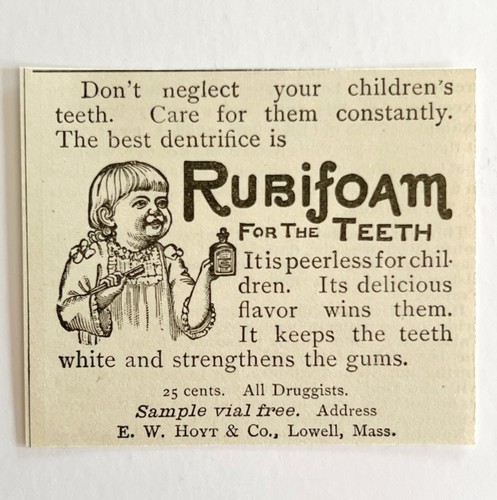 Don't neglect your children's
teeth. Care for them constantly.
The best dentrifice is
RUBIFOAM
FOR THE TEETH
It is peerless for chil-
dren. Its delicious
flavor wins them.
It keeps the teeth
white and strengthens the gums.
25 cents. All Druggists.
Sample vial free. Address
E. W. HOYT & Co., Lowell, Mass.